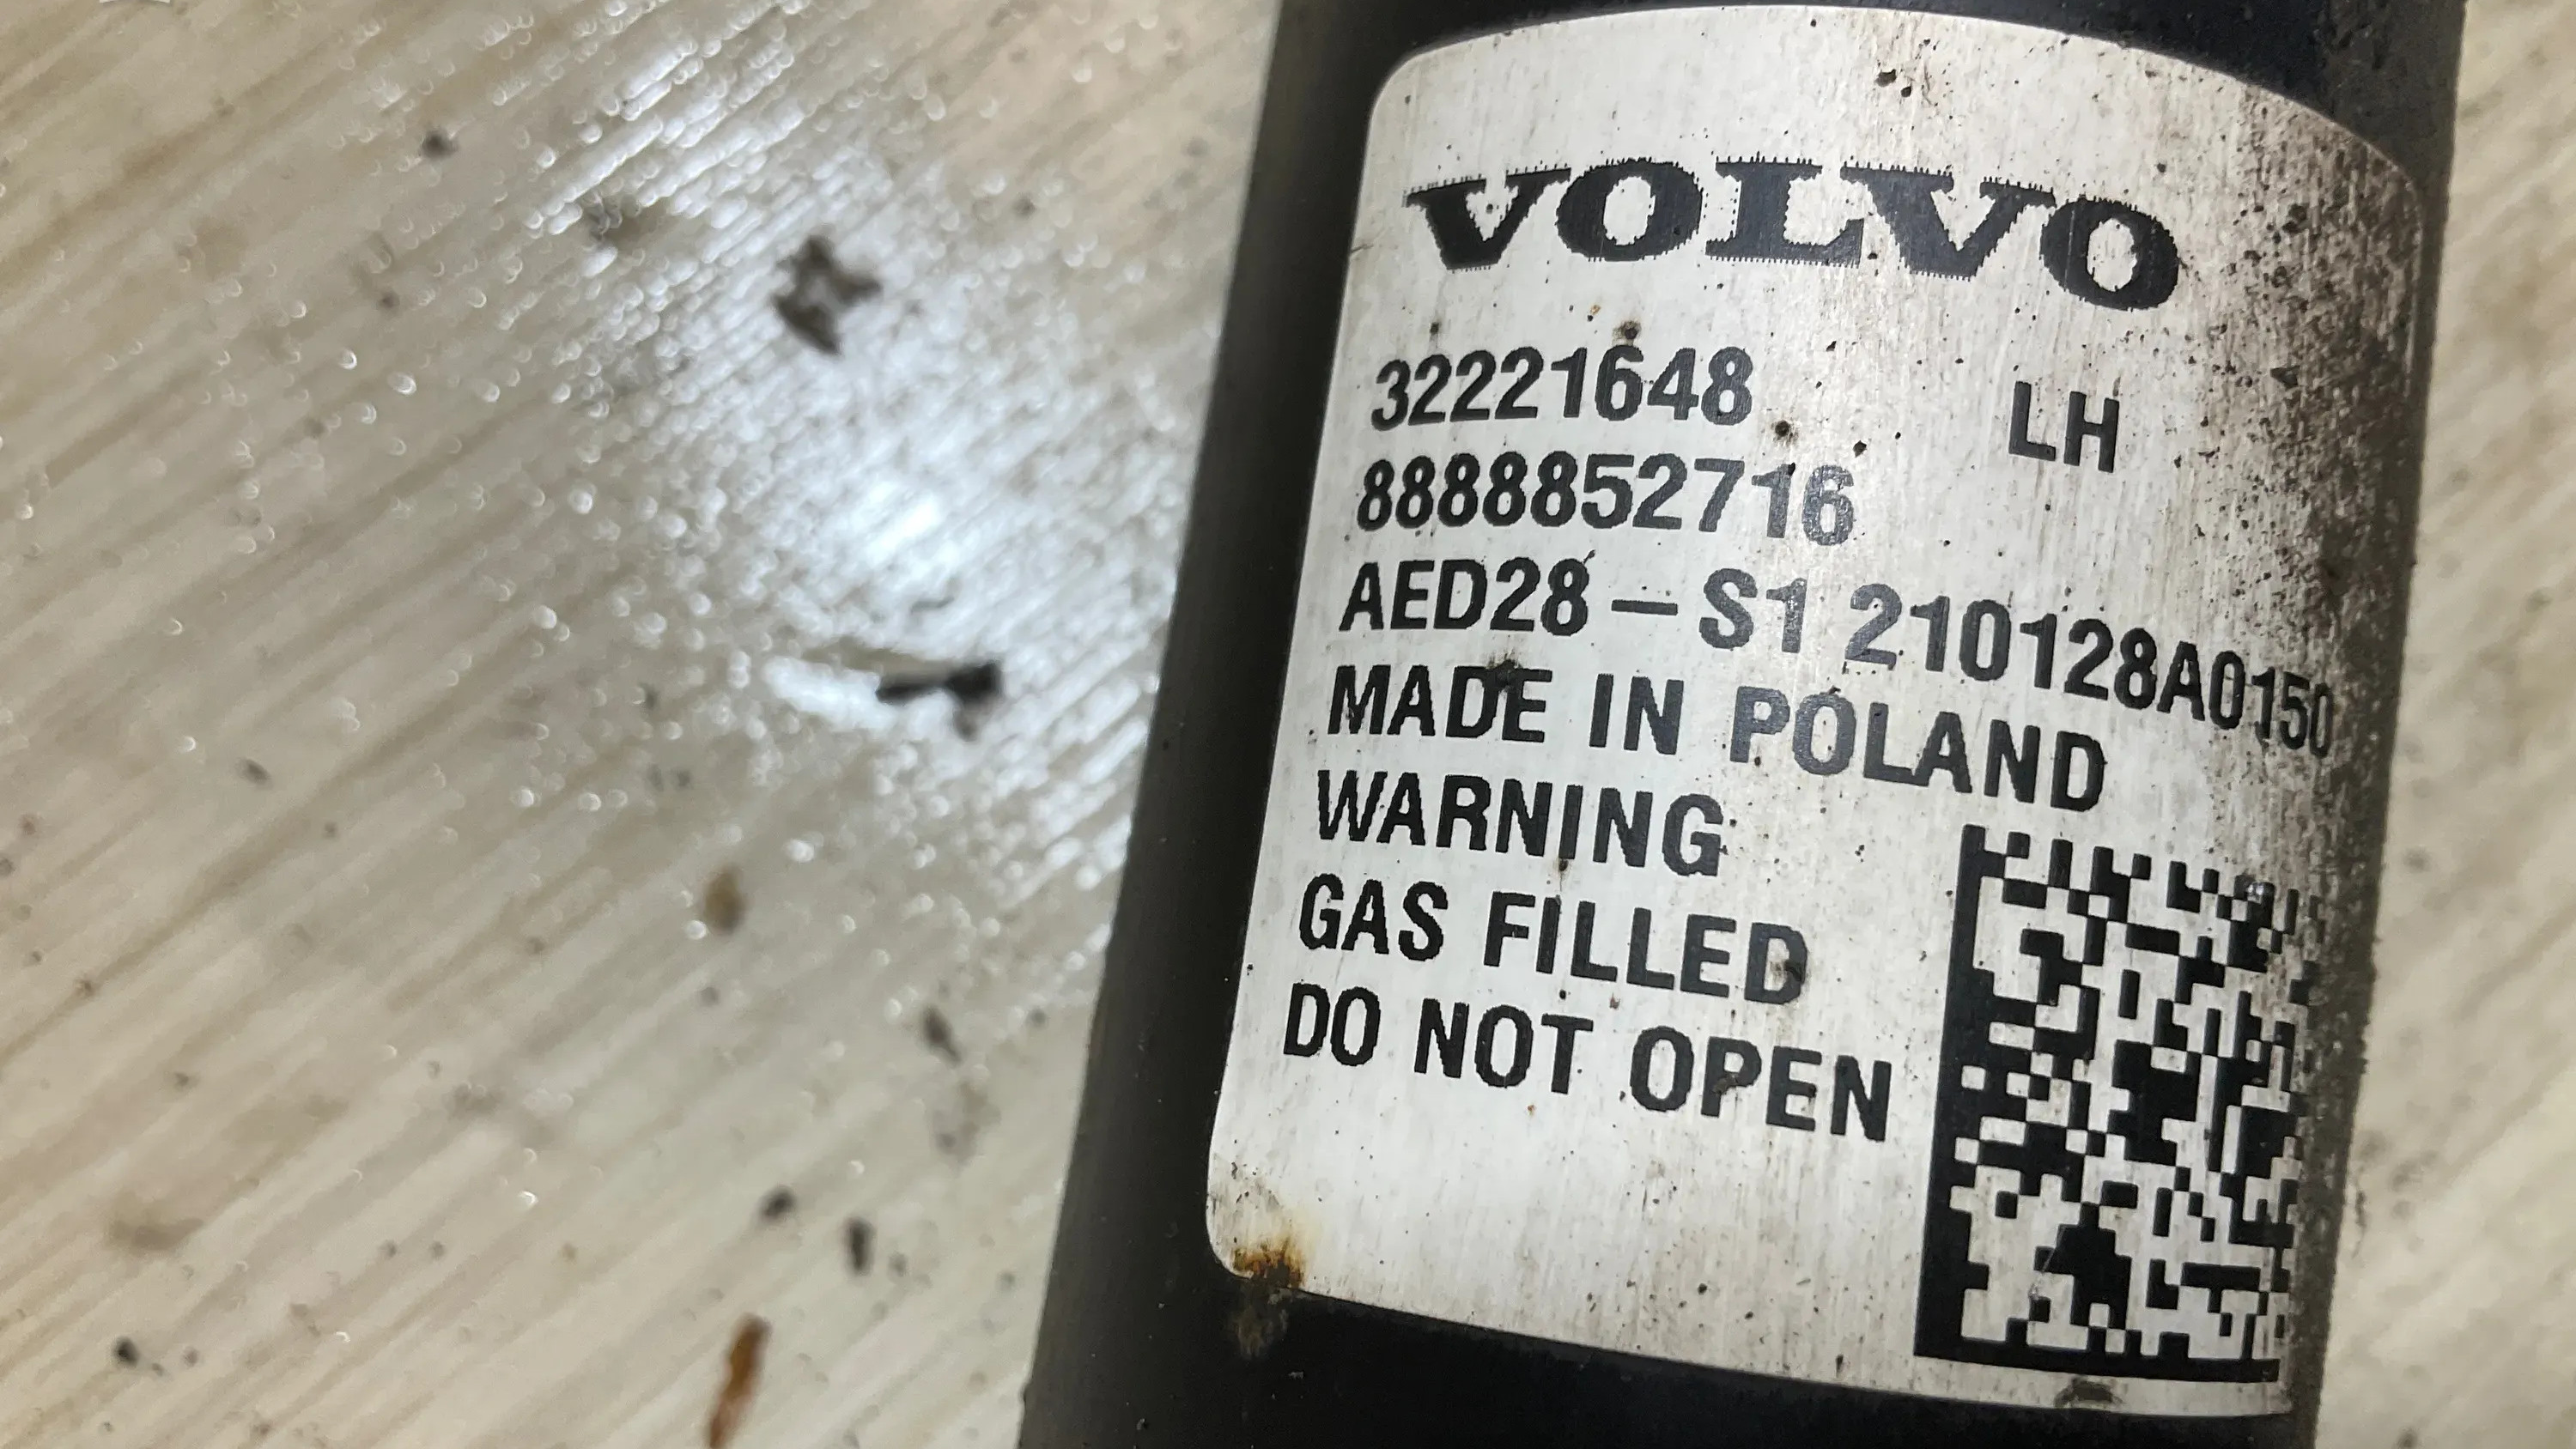 VOLVO
32221648 LH
8888852716
AED28-S1 210128A0150
MADE IN POLAND
WARNING
GAS FILLED
DO NOT OPEN